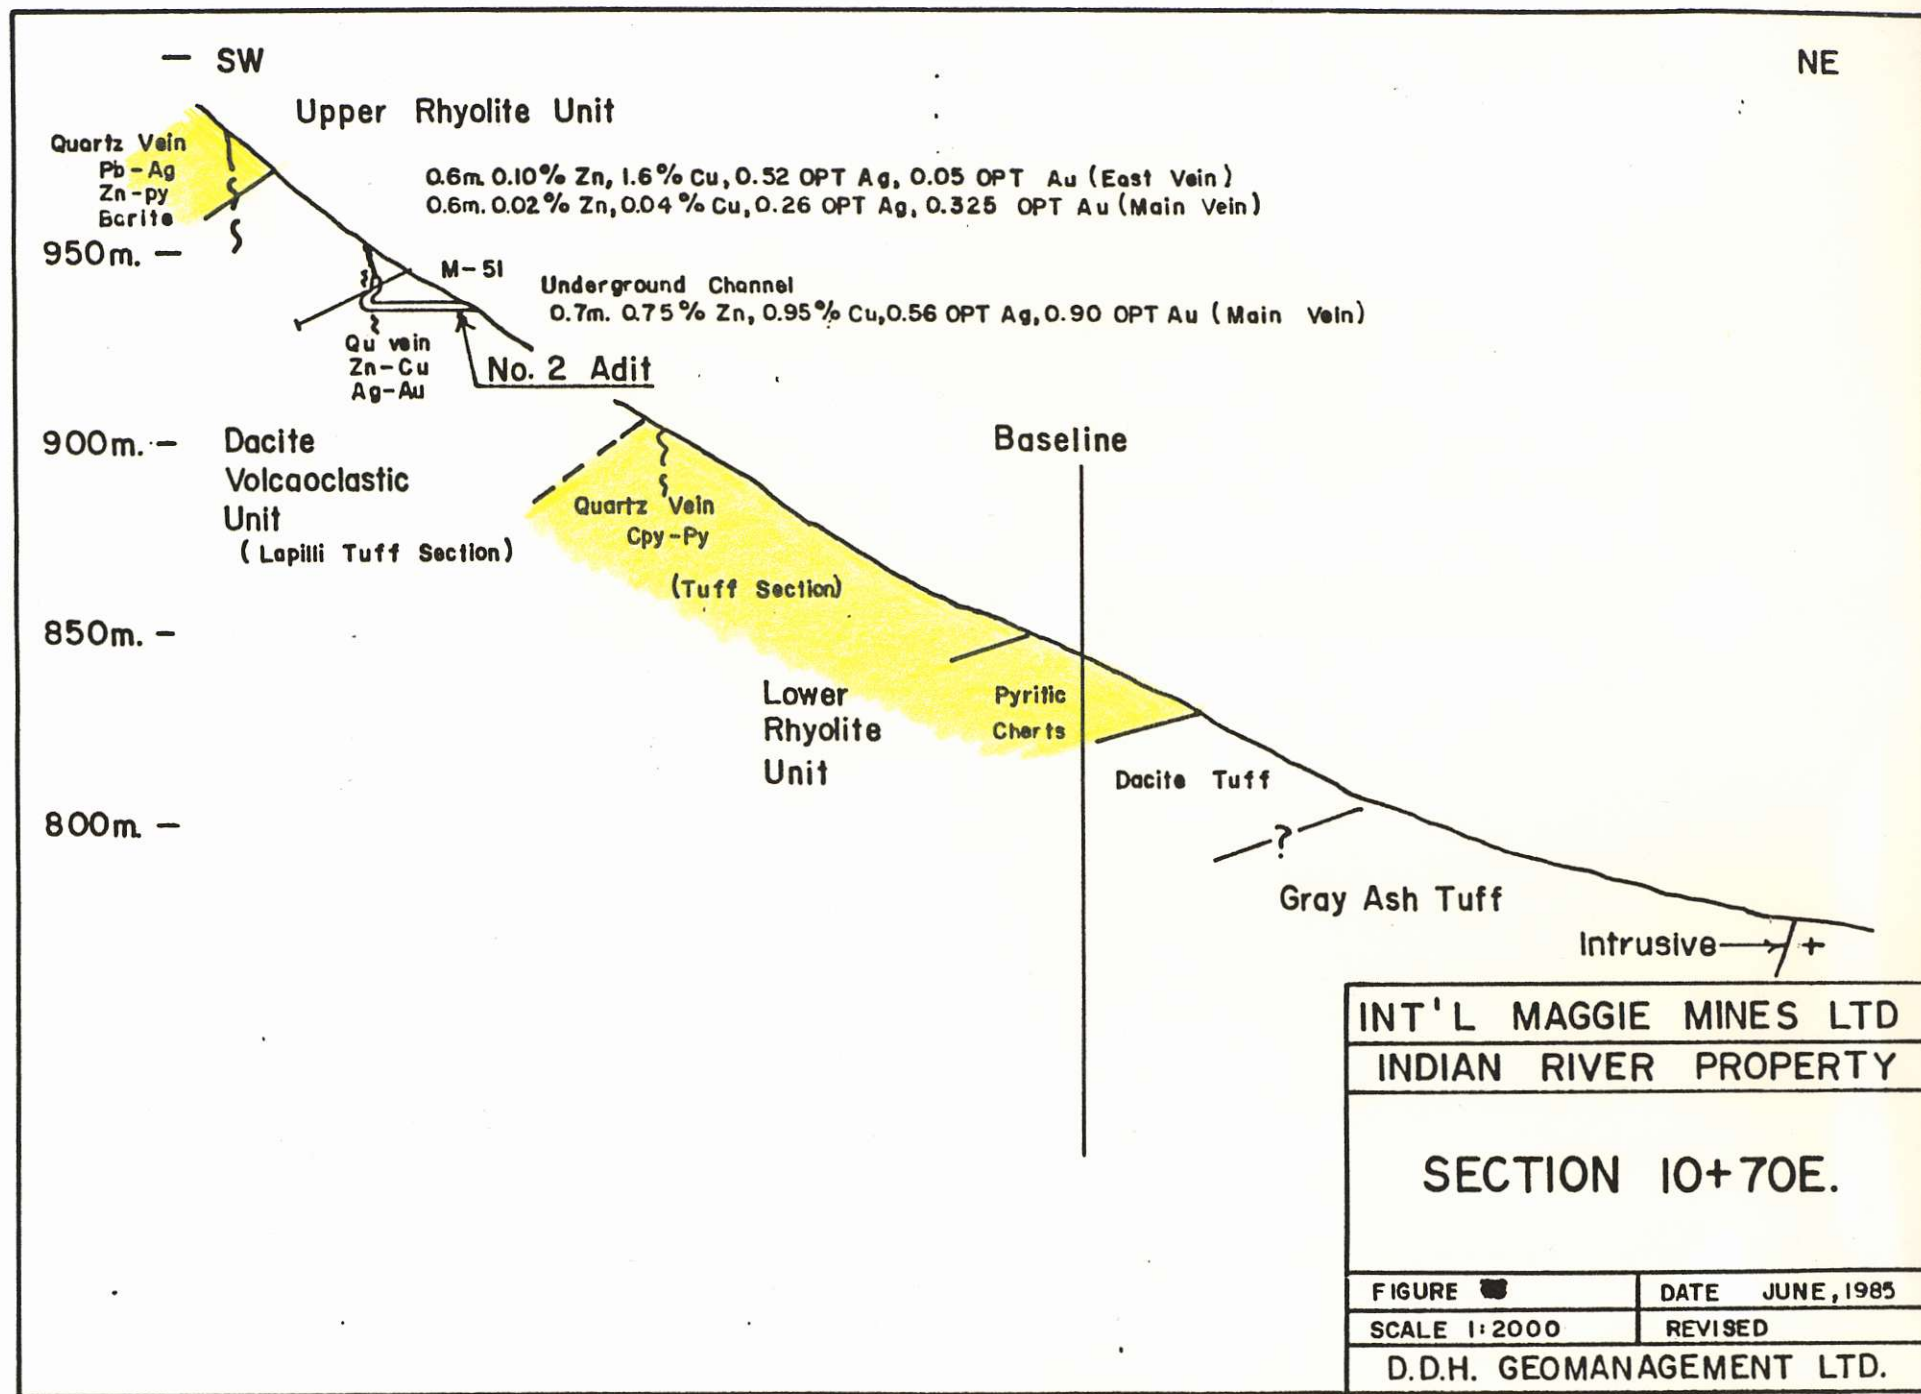 — SW
NE
Upper Rhyolite Unit
Quartz Vein
Pb-Ag
Zn-py
Barite
0.6m. 0.10% Zn, 1.6% Cu, 0.52 OPT Ag, 0.05 OPT Au (East Vein)
0.6m. 0.02% Zn, 0.04% Cu, 0.26 OPT Ag, 0.325 OPT Au (Main Vein)
950m. —
M-51
Underground Channel
0.7m. 0.75% Zn, 0.95% Cu, 0.56 OPT Ag, 0.90 OPT Au (Main Vein)
Qu vein
Zn-Cu
Ag-Au
No. 2 Adit
900m. —
Dacite
Volcaoclastic
Unit
(Lapilli Tuff Section)
Baseline
Quartz Vein
Cpy-Py
(Tuff Section)
850m. —
Lower
Rhyolite
Unit
Pyritic
Cherts
Dacite Tuff
800m. —
?
Gray Ash Tuff
Intrusive
+
INT'L MAGGIE MINES LTD
INDIAN RIVER PROPERTY
SECTION 10+70E.
FIGURE
DATE JUNE, 1985
SCALE 1:2000
REVISED
D.D.H. GEOMANAGEMENT LTD.